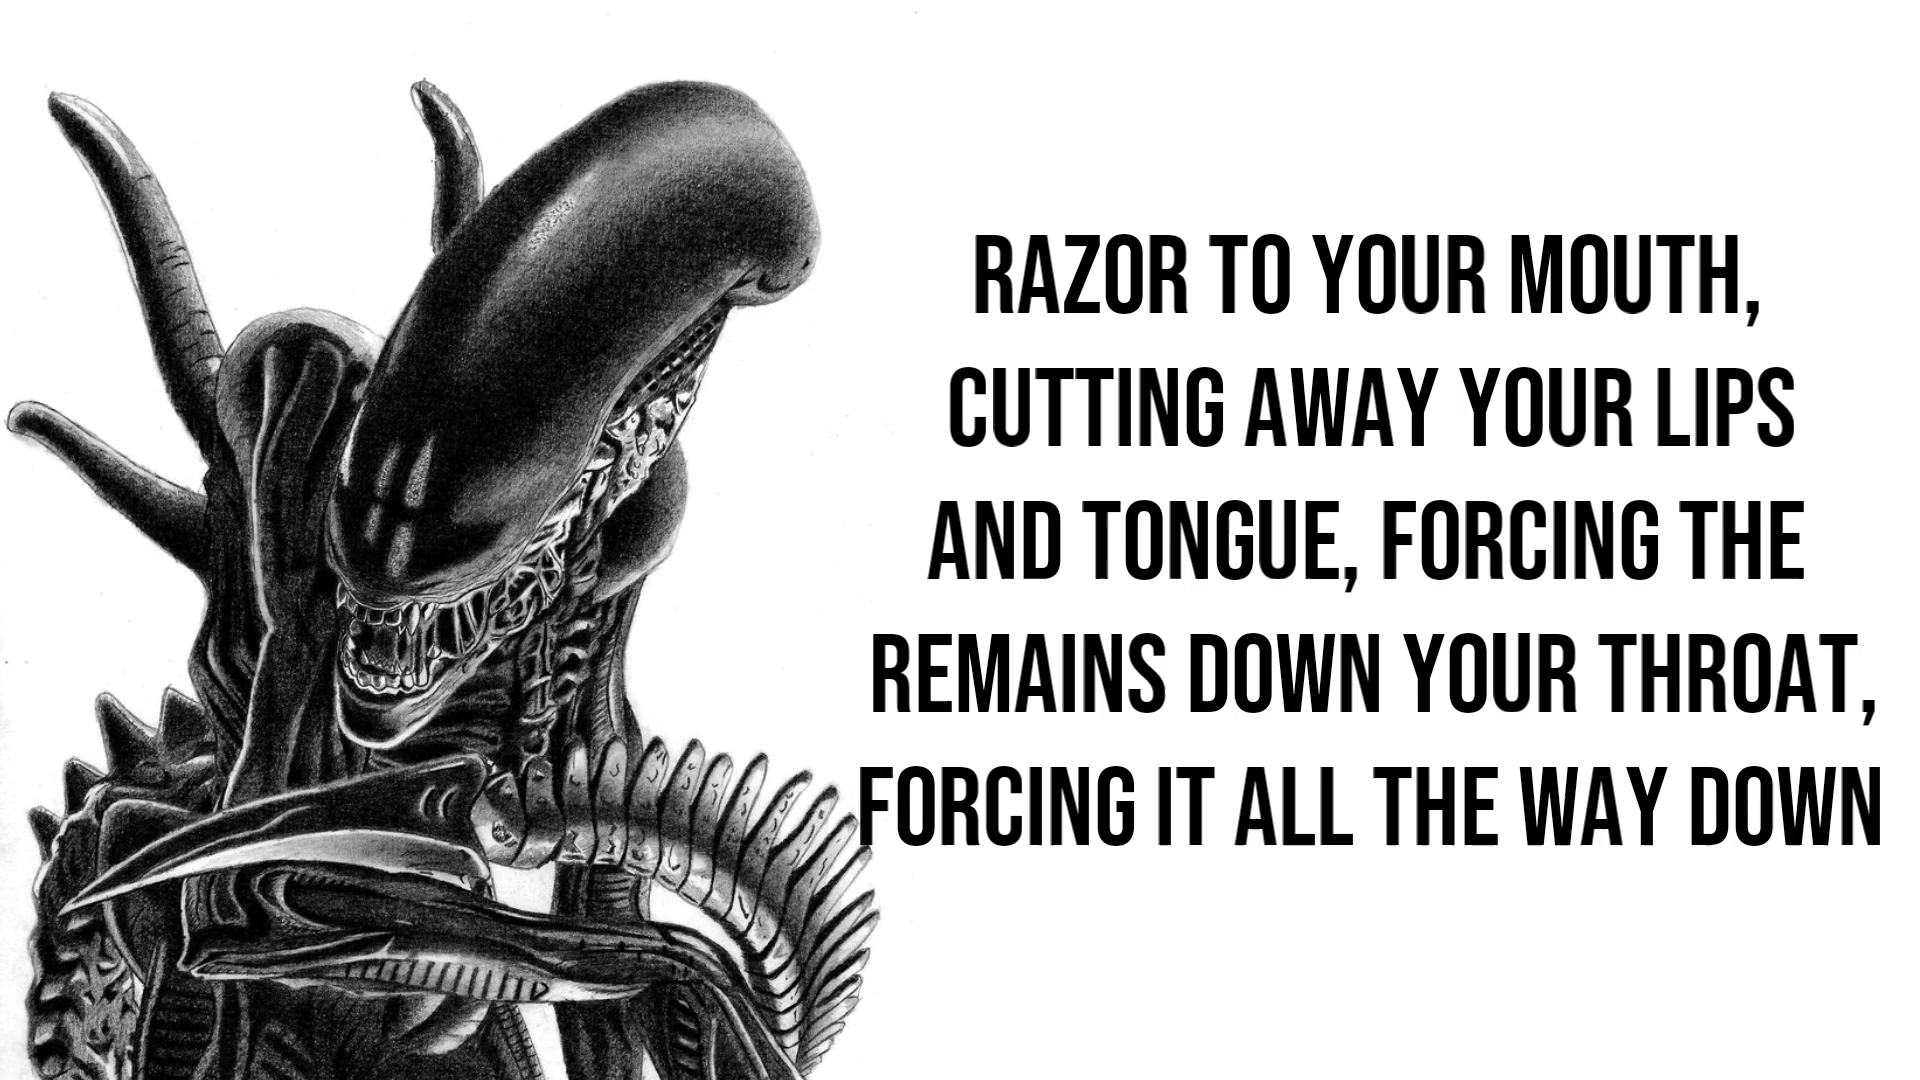 RAZOR TO YOUR MOUTH,
CUTTING AWAY YOUR LIPS
AND TONGUE, FORCING THE
REMAINS DOWN YOUR THROAT,
FORCING IT ALL THE WAY DOWN